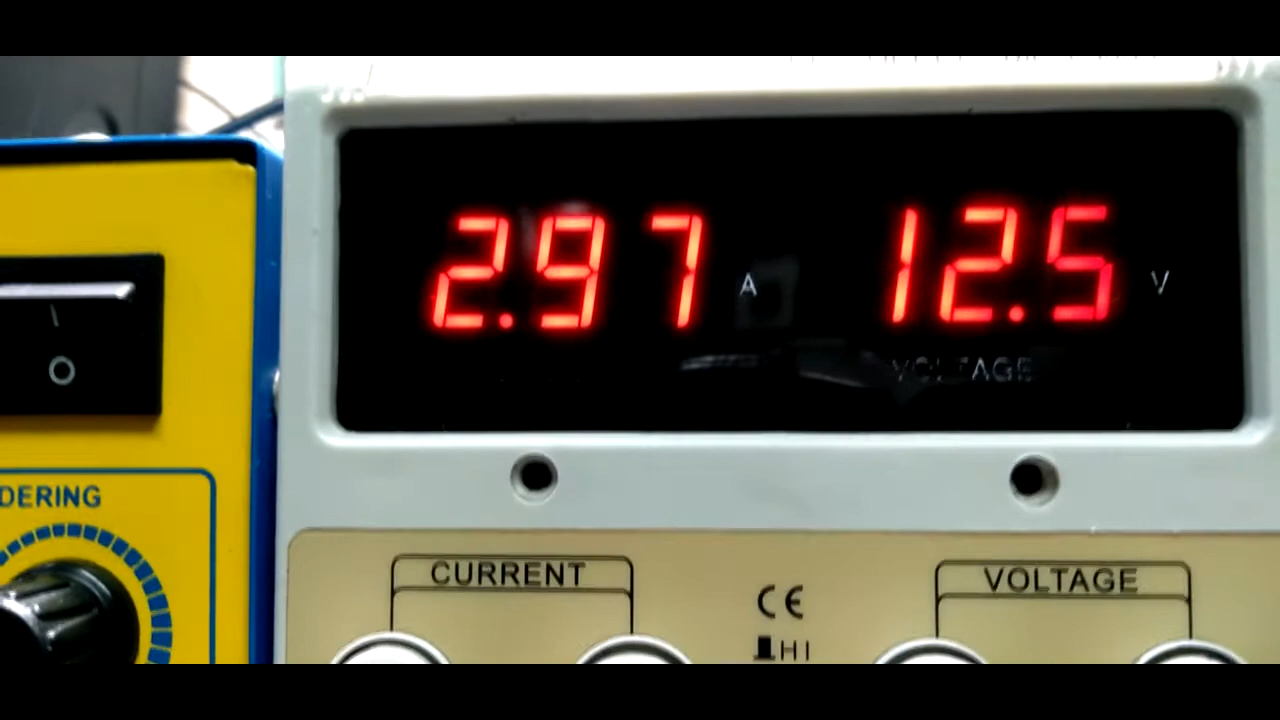 2.97 A 12.5 V
VOLTAGE
DERING
CURRENT
VOLTAGE
CE
HI